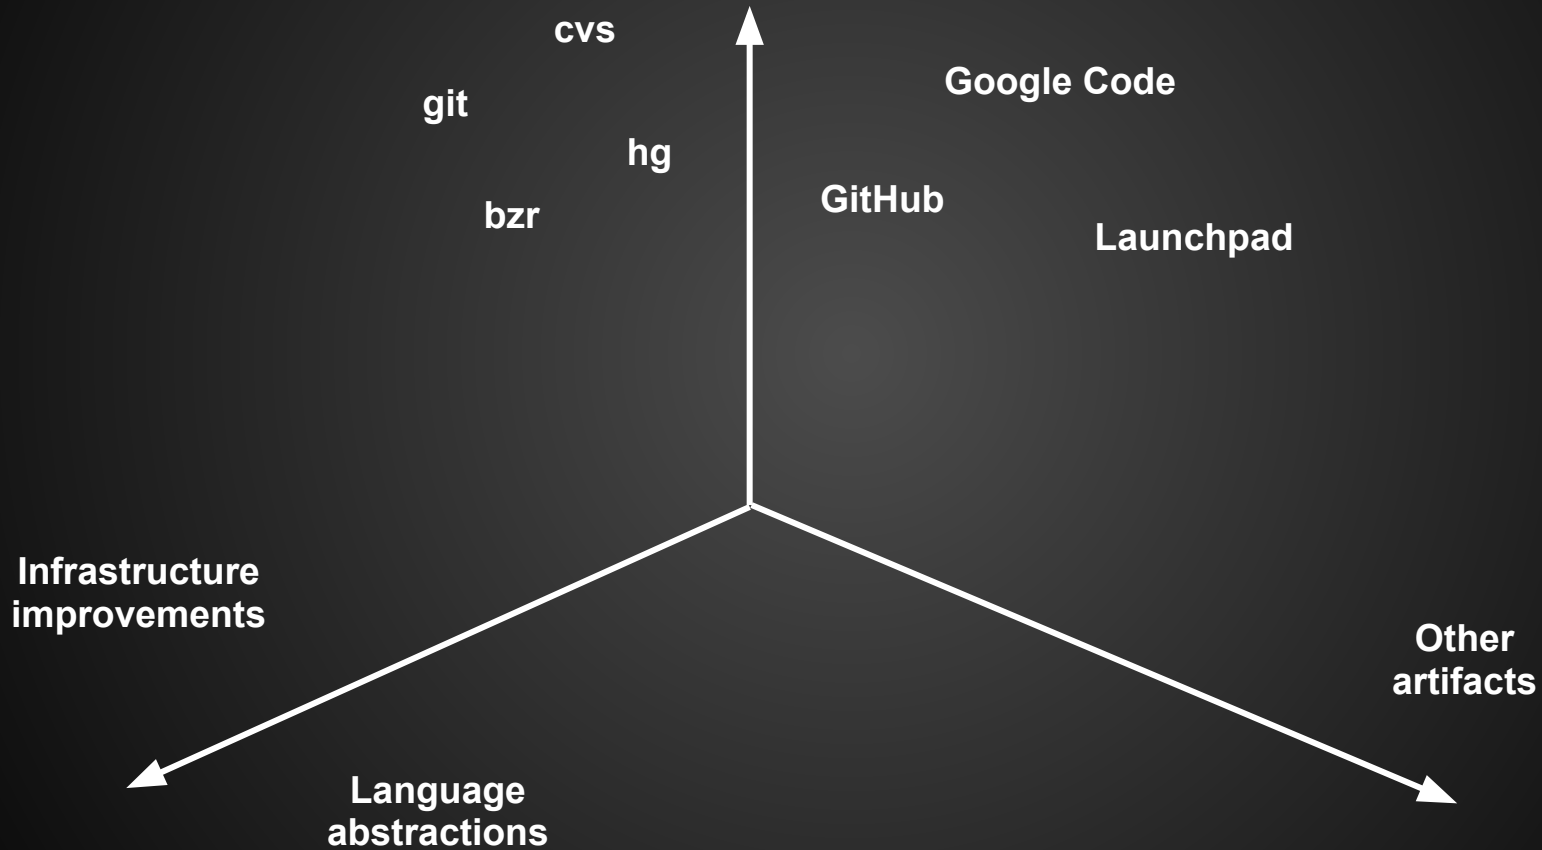 cvs
Google Code
git
hg
GitHub
bzr
Launchpad
Infrastructure
improvements
Other
artifacts
Language
abstractions